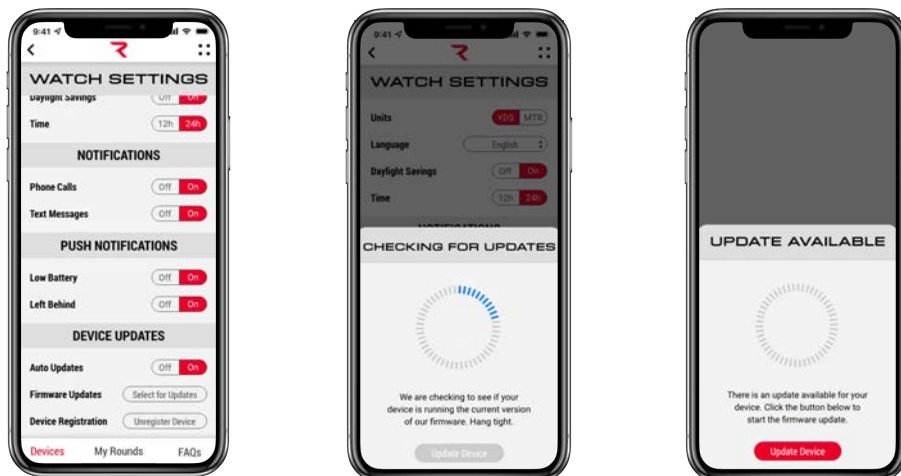 9:41
WATCH SETTINGS
Daylight Savings Off On
Time 12h 24h
NOTIFICATIONS
Phone Calls Off On
Text Messages Off On
PUSH NOTIFICATIONS
Low Battery Off On
Left Behind Off On
DEVICE UPDATES
Auto Updates Off On
Firmware Updates Select for Updates
Device Registration Unregister Device
Devices My Rounds FAQs
9:41
WATCH SETTINGS
Units YDS MTR
Language English
Daylight Savings Off On
Time 12h 24h
NOTIFICATIONS
CHECKING FOR UPDATES
We are checking to see if your
device is running the current version
of our firmware. Hang tight.
Update Device
UPDATE AVAILABLE
There is an update available for your
device. Click the button below to
start the firmware update.
Update Device